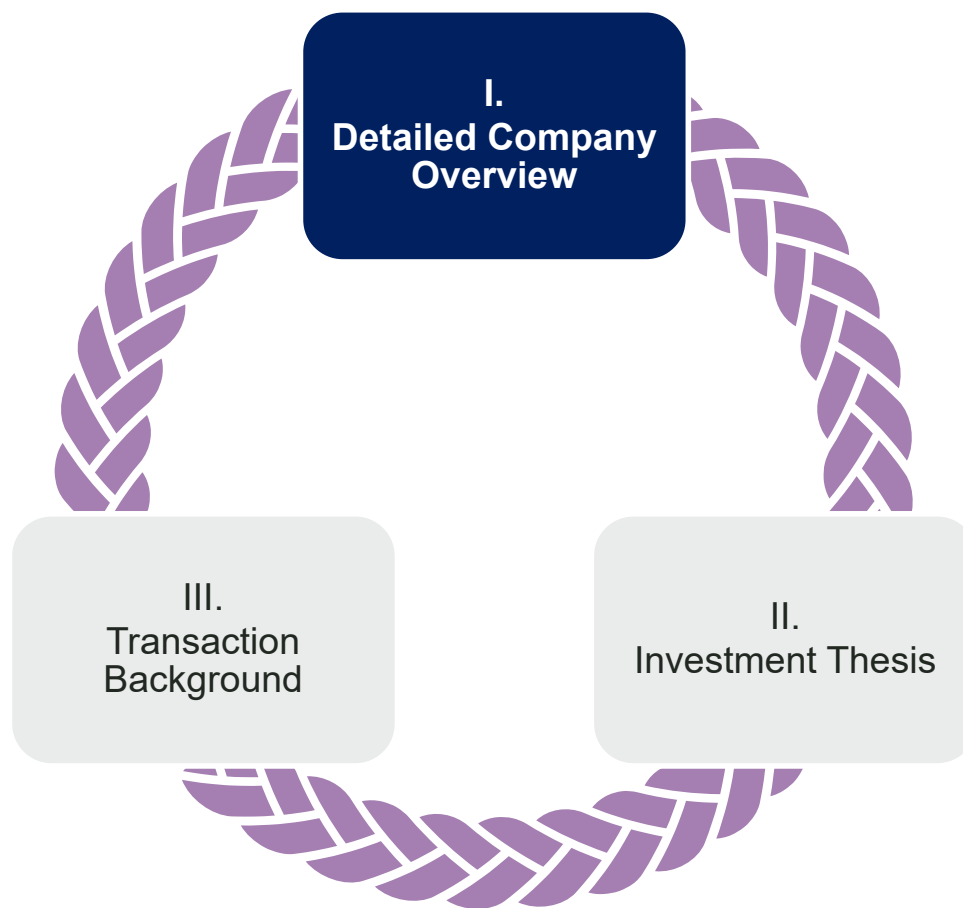 I.
Detailed Company
Overview
II.
Investment Thesis
III.
Transaction
Background